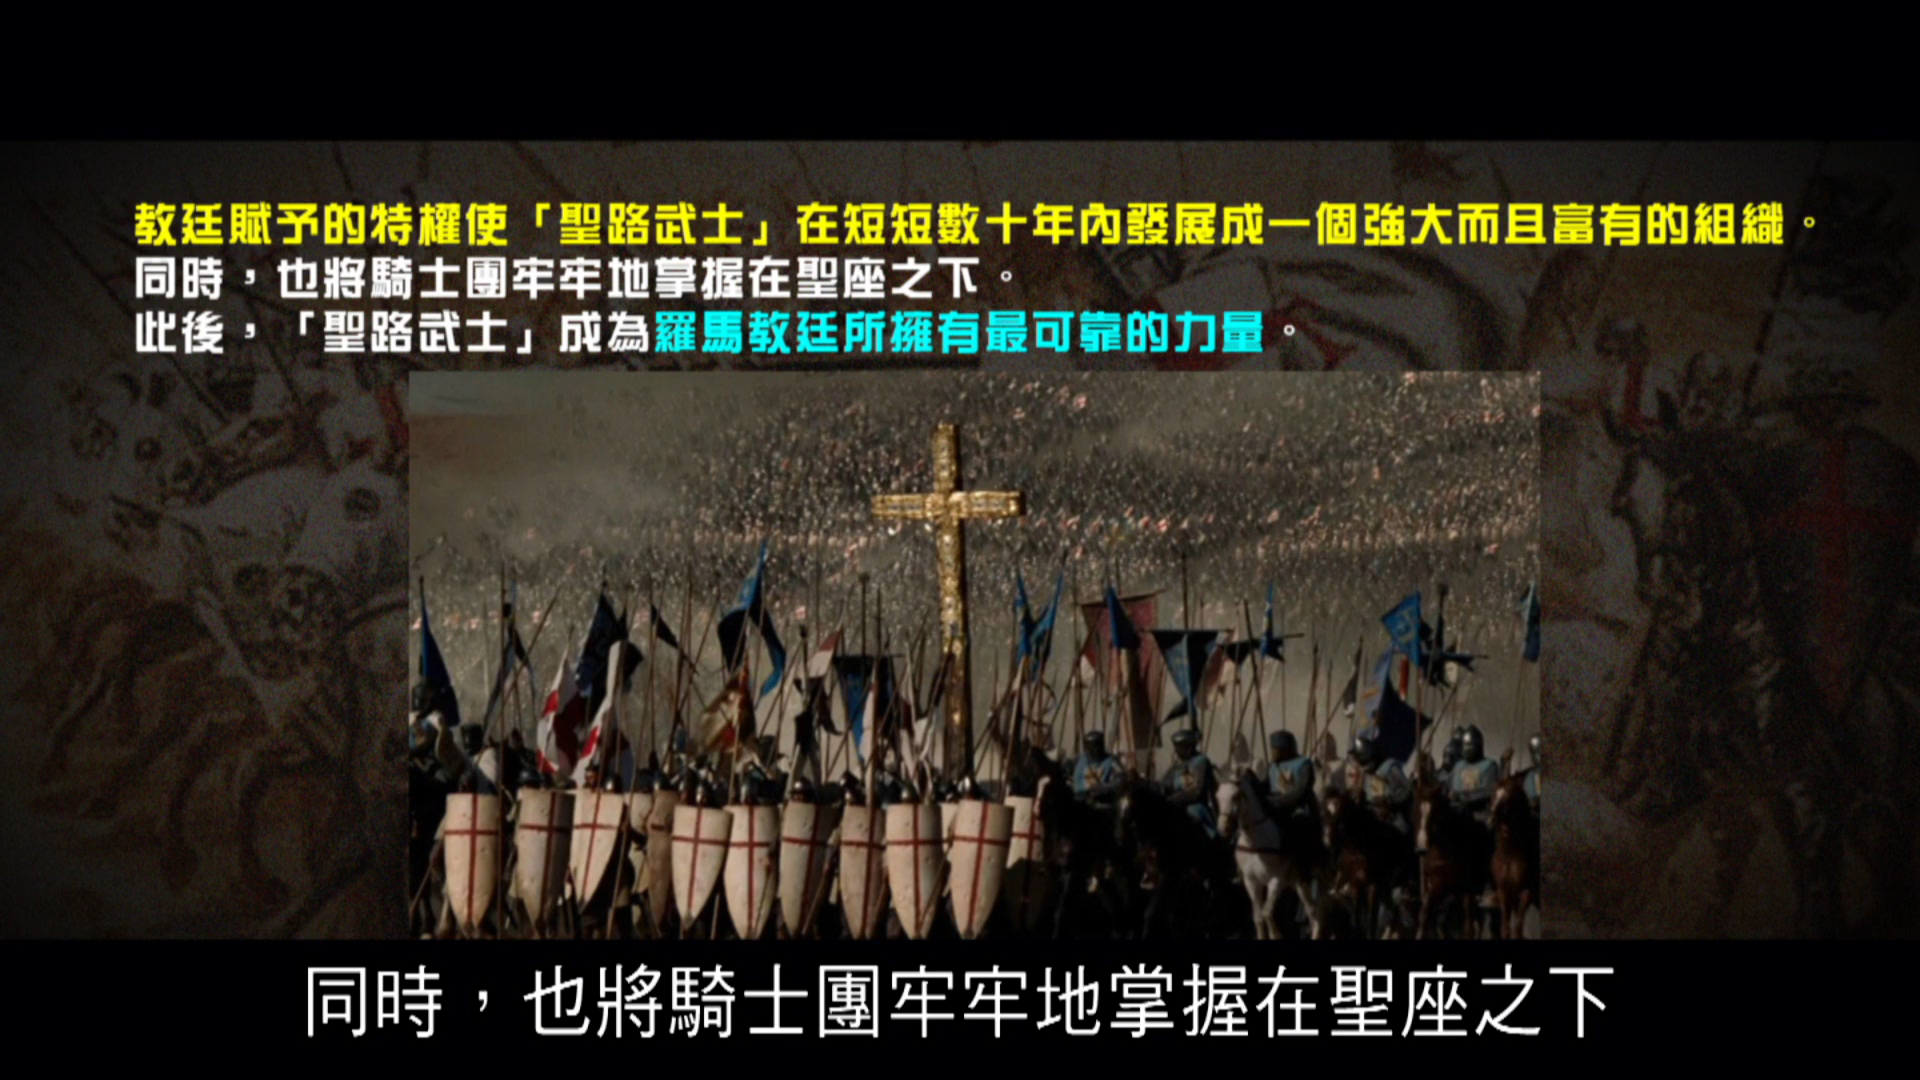 教廷賦予的特權使「聖路武士」在短短數十年內發展成一個強大而且富有的組織。
同時，也將騎士團牢牢地掌握在聖座之下。
此後，「聖路武士」成為羅馬教廷所擁有最可靠的力量。
同時，也將騎士團牢牢地掌握在聖座之下